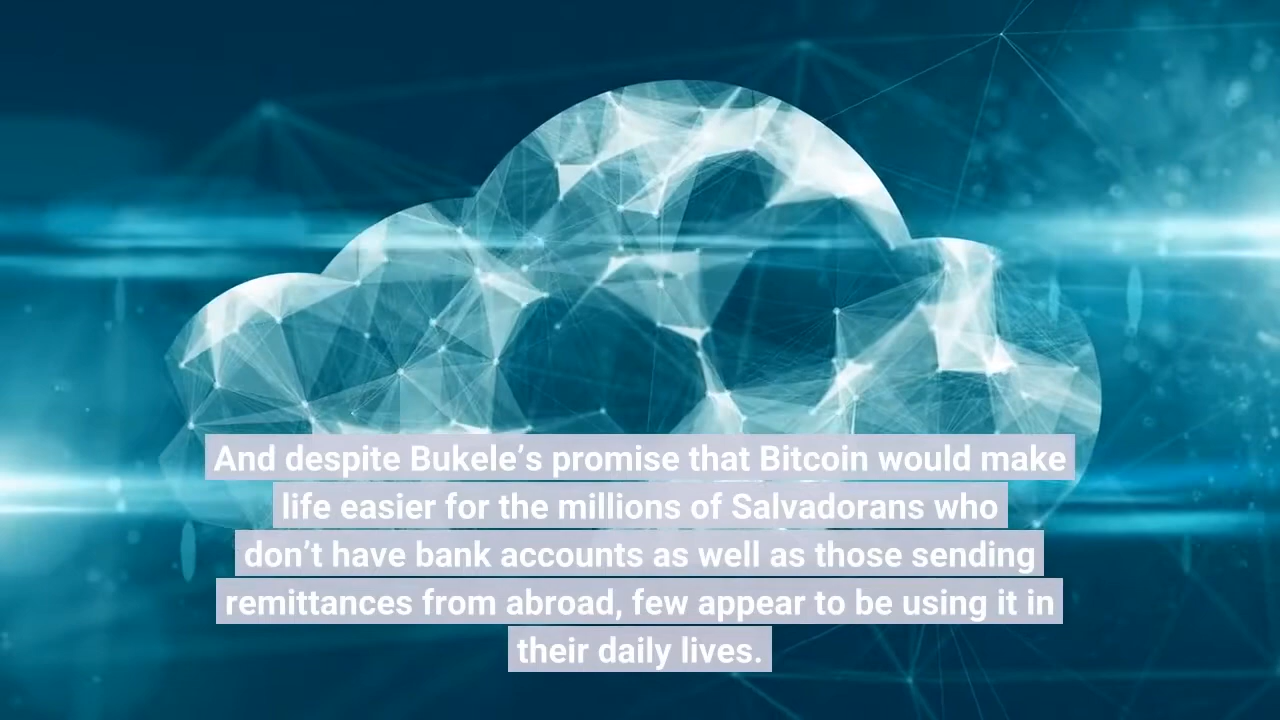 And despite Bukele’s promise that Bitcoin would make
life easier for the millions of Salvadorans who
don’t have bank accounts as well as those sending
remittances from abroad, few appear to be using it in
their daily lives.